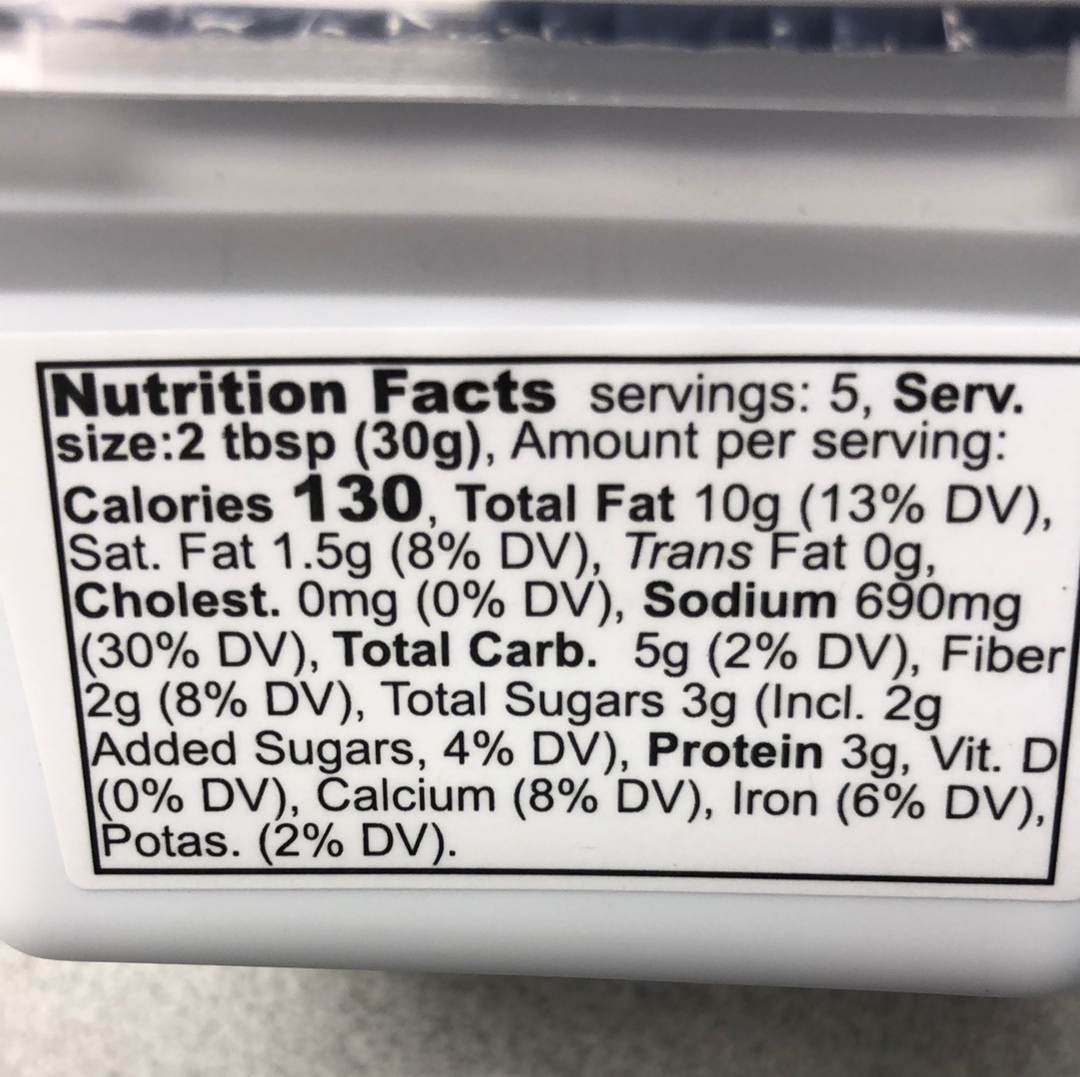 Nutrition Facts servings: 5, Serv.
size:2 tbsp (30g), Amount per serving:
Calories 130, Total Fat 10g (13% DV),
Sat. Fat 1.5g (8% DV), Trans Fat 0g,
Cholest. 0mg (0% DV), Sodium 690mg
(30% DV), Total Carb. 5g (2% DV), Fiber
2g (8% DV), Total Sugars 3g (Incl. 2g
Added Sugars, 4% DV), Protein 3g, Vit. D
(0% DV), Calcium (8% DV), Iron (6% DV),
Potas. (2% DV).